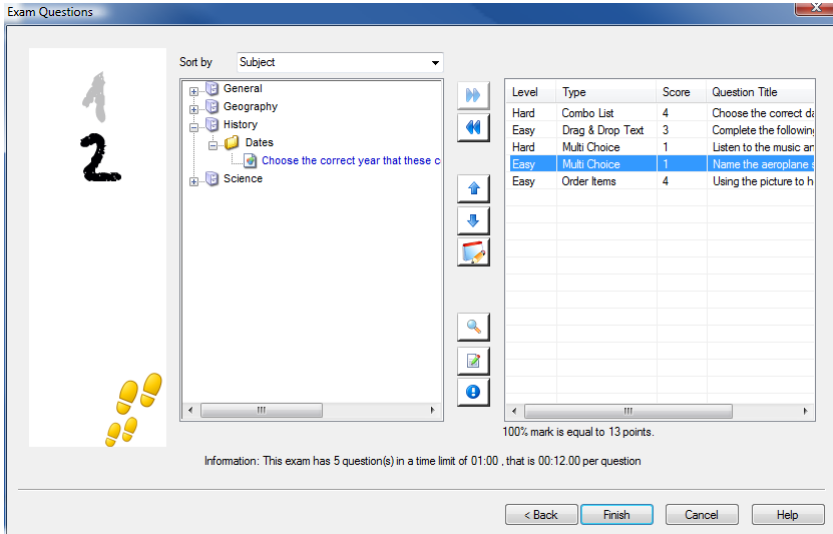 Exam Questions
1
2
Sort by Subject
General
Geography
History
Dates
Choose the correct year that these c
Science
Level Type Score Question Title
Hard Combo List 4 Choose the correct da
Easy Drag & Drop Text 3 Complete the following
Hard Multi Choice 1 Listen to the music an
Easy Multi Choice 1 Name the aeroplane s
Easy Order Items 4 Using the picture to h
100% mark is equal to 13 points.
Information: This exam has 5 question(s) in a time limit of 01:00 , that is 00:12.00 per question
< Back Finish Cancel Help